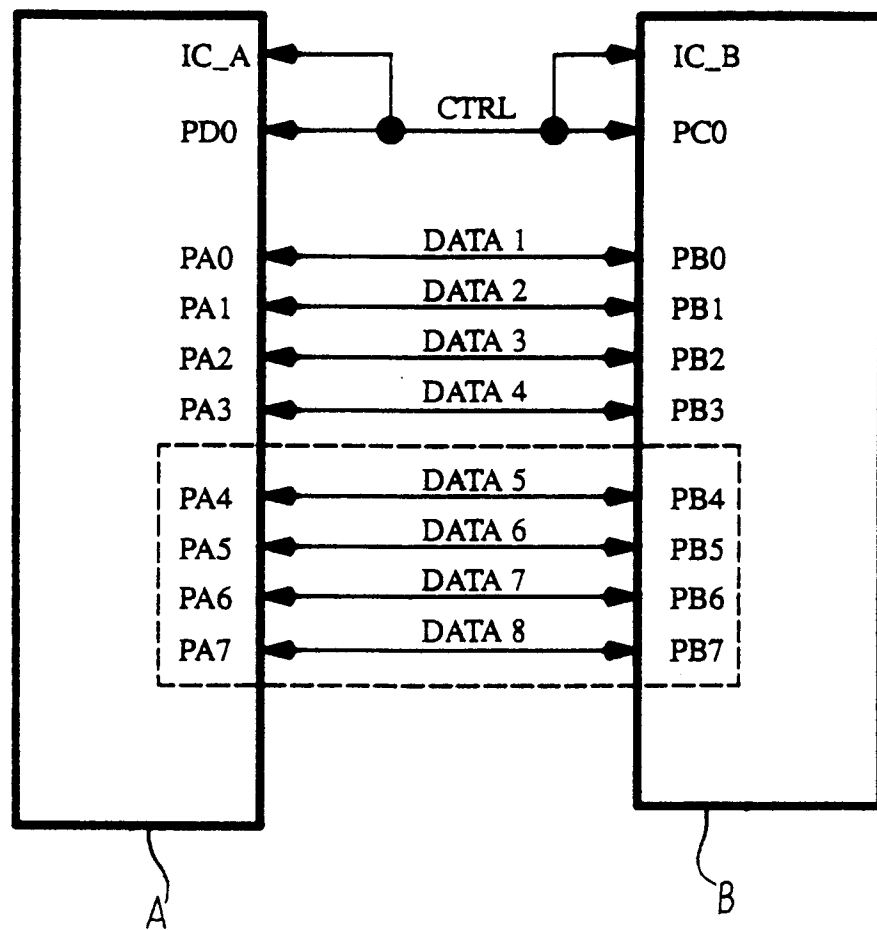 IC_A IC_B
PD0 CTRL PC0
PA0 DATA 1 PB0
PA1 DATA 2 PB1
PA2 DATA 3 PB2
PA3 DATA 4 PB3
PA4 DATA 5 PB4
PA5 DATA 6 PB5
PA6 DATA 7 PB6
PA7 DATA 8 PB7
A B